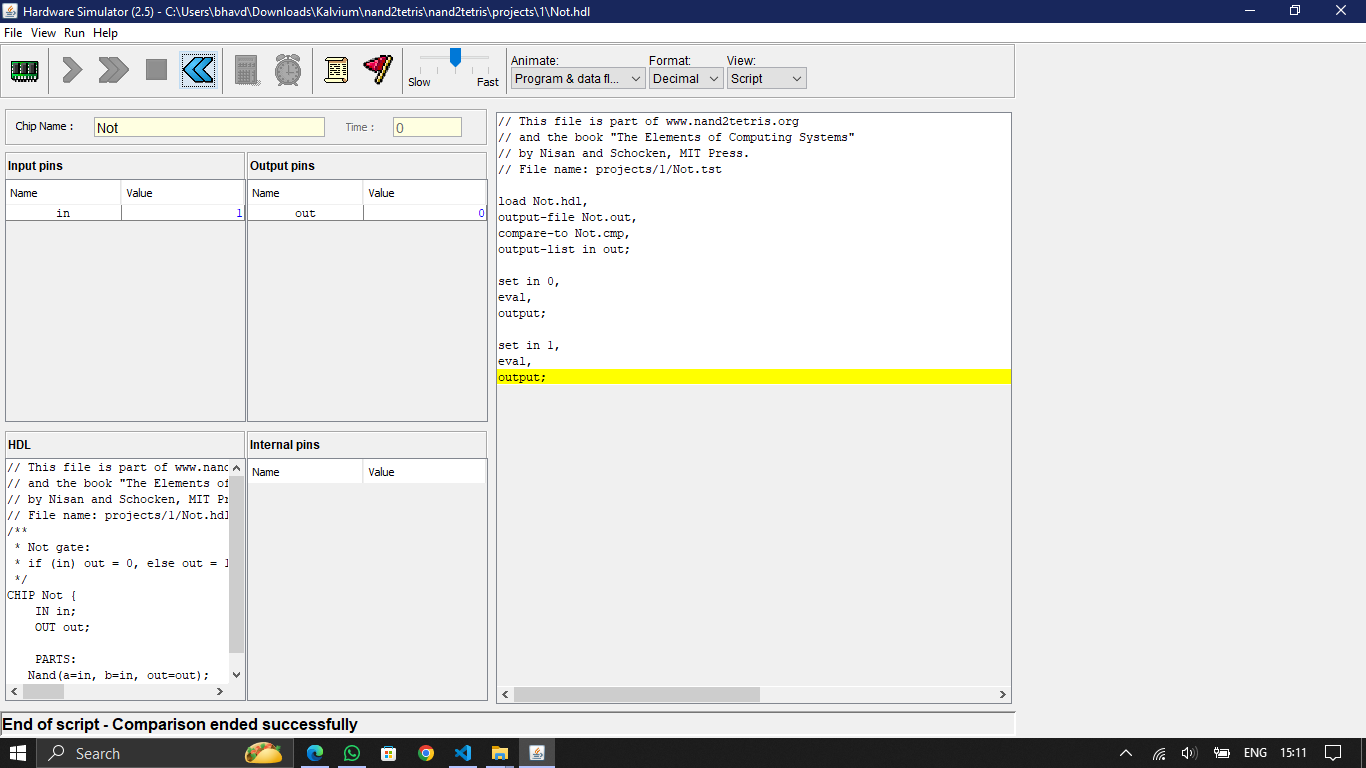 Hardware Simulator (2.5) - C:\Users\bhavd\Downloads\Kalvium\nand2tetris\nand2tetris\projects\1\Not.hdl
File View Run Help
Animate: Format: View:
Slow Fast Program & data fl... Decimal Script
Chip Name : Not Time : 0
Input pins
Name Value
in 1
Output pins
Name Value
out 0
HDL
// This file is part of www.nand
// and the book "The Elements of
// by Nisan and Schocken, MIT Pr
// File name: projects/1/Not.hdl
/**
* Not gate:
* if (in) out = 0, else out = 1
*/
CHIP Not {
IN in;
OUT out;
PARTS:
Nand(a=in, b=in, out=out);
Internal pins
Name Value
// This file is part of www.nand2tetris.org
// and the book "The Elements of Computing Systems"
// by Nisan and Schocken, MIT Press.
// File name: projects/1/Not.tst
load Not.hdl,
output-file Not.out,
compare-to Not.cmp,
output-list in out;
set in 0,
eval,
output;
set in 1,
eval,
output;
End of script - Comparison ended successfully
Search
ENG 15:11